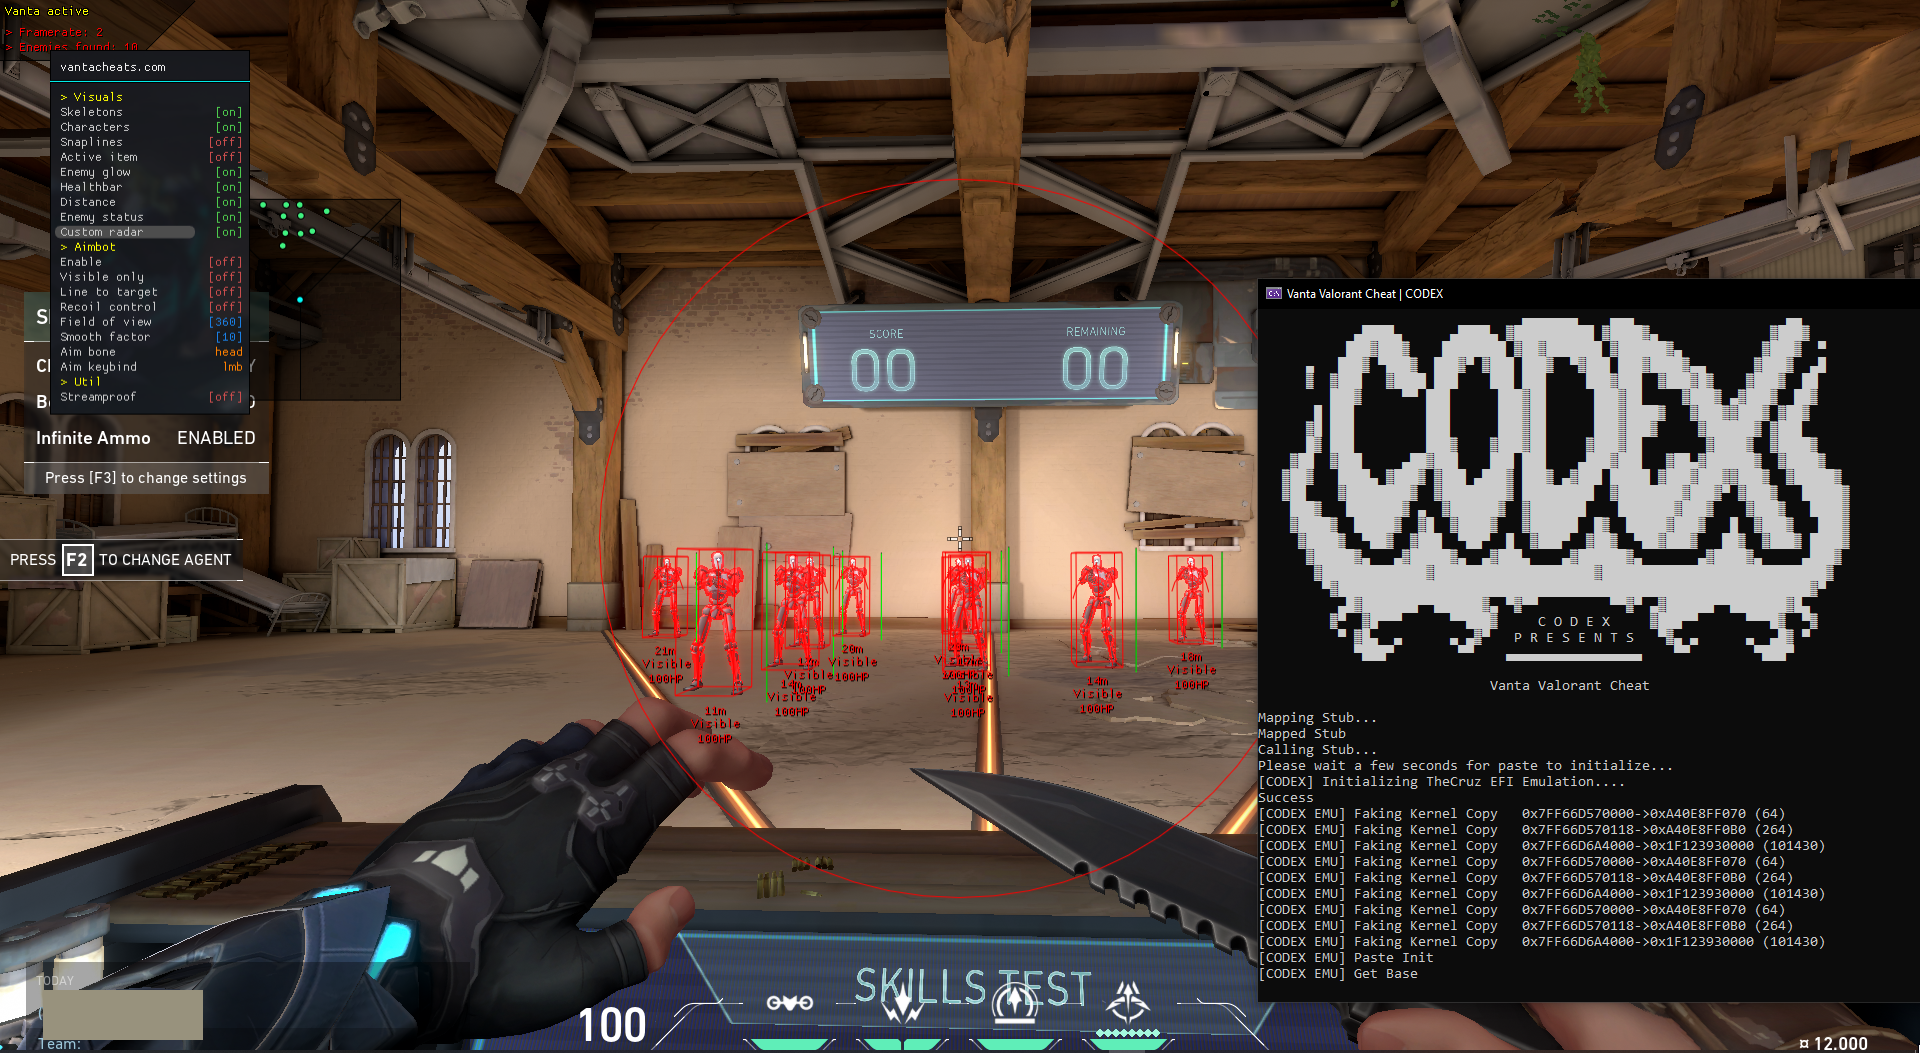 Vanta active
> Framerate: 2
> Enemies found: 10
vantacheats.com
> Visuals
Skeletons [on]
Characters [on]
Snaplines [off]
Active item [off]
Enemy glow [on]
Healthbar [on]
Distance [on]
Enemy status [on]
Custom radar [on]
> Aimbot
Enable [off]
Visible only [off]
Line to target [off]
Recoil control [off]
Field of view [360]
Smooth factor [10]
Aim bone head
Aim keybind lmb
> Util
Streamproof [off]
Infinite Ammo ENABLED
Press [F3] to change settings
PRESS F2 TO CHANGE AGENT
SCORE
00
REMAINING
00
21m
Visible
100HP
11m
Visible
100HP
Visible
100HP
20m
Visible
100HP
Visible
100HP
14m
Visible
100HP
18m
Visible
100HP
SKILLS TEST
100
TODAY
Team:
¤ 12.000
Vanta Valorant Cheat | CODEX
CODEX
CODEX
PRESENTS
Vanta Valorant Cheat
Mapping Stub...
Mapped Stub
Calling Stub...
Please wait a few seconds for paste to initialize...
[CODEX] Initializing TheCruz EFI Emulation....
Success
[CODEX EMU] Faking Kernel Copy 0x7FF66D570000->0xA40E8FF070 (64)
[CODEX EMU] Faking Kernel Copy 0x7FF66D570118->0xA40E8FF0B0 (264)
[CODEX EMU] Faking Kernel Copy 0x7FF66D6A4000->0x1F123930000 (101430)
[CODEX EMU] Faking Kernel Copy 0x7FF66D570000->0xA40E8FF070 (64)
[CODEX EMU] Faking Kernel Copy 0x7FF66D570118->0xA40E8FF0B0 (264)
[CODEX EMU] Faking Kernel Copy 0x7FF66D6A4000->0x1F123930000 (101430)
[CODEX EMU] Faking Kernel Copy 0x7FF66D570000->0xA40E8FF070 (64)
[CODEX EMU] Faking Kernel Copy 0x7FF66D570118->0xA40E8FF0B0 (264)
[CODEX EMU] Faking Kernel Copy 0x7FF66D6A4000->0x1F123930000 (101430)
[CODEX EMU] Paste Init
[CODEX EMU] Get Base